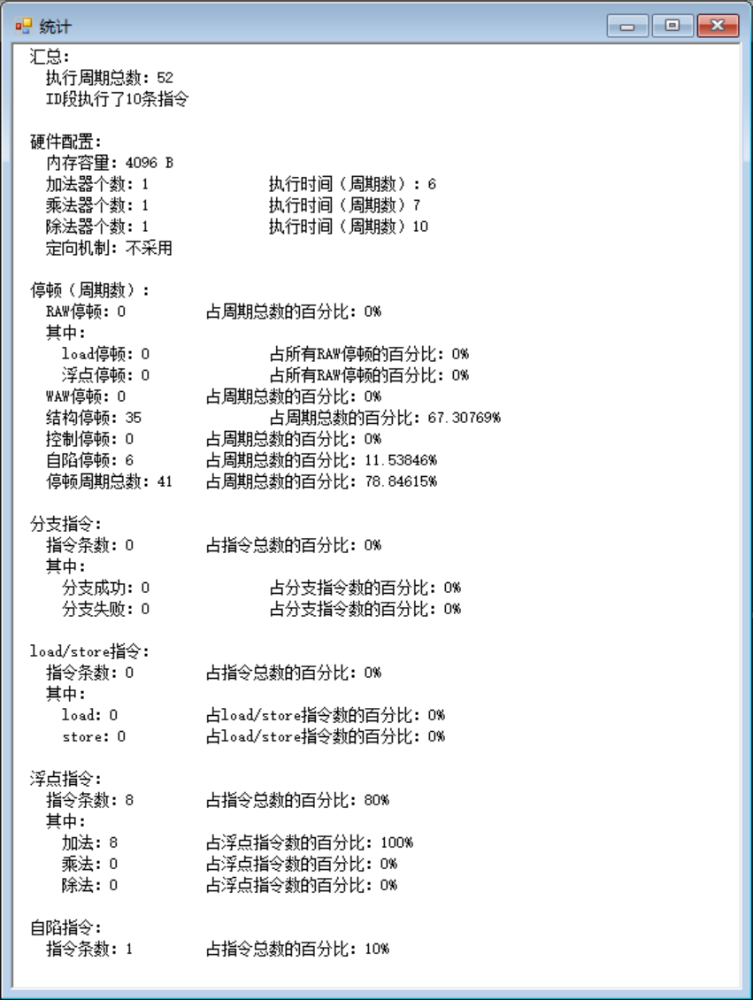 统计
汇总:
执行周期总数: 52
ID段执行了10条指令
硬件配置:
内存容量: 4096 B
加法器个数: 1 执行时间(周期数): 6
乘法器个数: 1 执行时间(周期数) 7
除法器个数: 1 执行时间(周期数) 10
定向机制: 不采用
停顿(周期数):
RAW停顿: 0 占周期总数的百分比: 0%
其中:
load停顿: 0 占所有RAW停顿的百分比: 0%
浮点停顿: 0 占所有RAW停顿的百分比: 0%
WAW停顿: 0 占周期总数的百分比: 0%
结构停顿: 35 占周期总数的百分比: 67.30769%
控制停顿: 0 占周期总数的百分比: 0%
自陷停顿: 6 占周期总数的百分比: 11.53846%
停顿周期总数: 41 占周期总数的百分比: 78.84615%
分支指令:
指令条数: 0 占指令总数的百分比: 0%
其中:
分支成功: 0 占分支指令数的百分比: 0%
分支失败: 0 占分支指令数的百分比: 0%
load/store指令:
指令条数: 0 占指令总数的百分比: 0%
其中:
load: 0 占load/store指令数的百分比: 0%
store: 0 占load/store指令数的百分比: 0%
浮点指令:
指令条数: 8 占指令总数的百分比: 80%
其中:
加法: 8 占浮点指令数的百分比: 100%
乘法: 0 占浮点指令数的百分比: 0%
除法: 0 占浮点指令数的百分比: 0%
自陷指令:
指令条数: 1 占指令总数的百分比: 10%